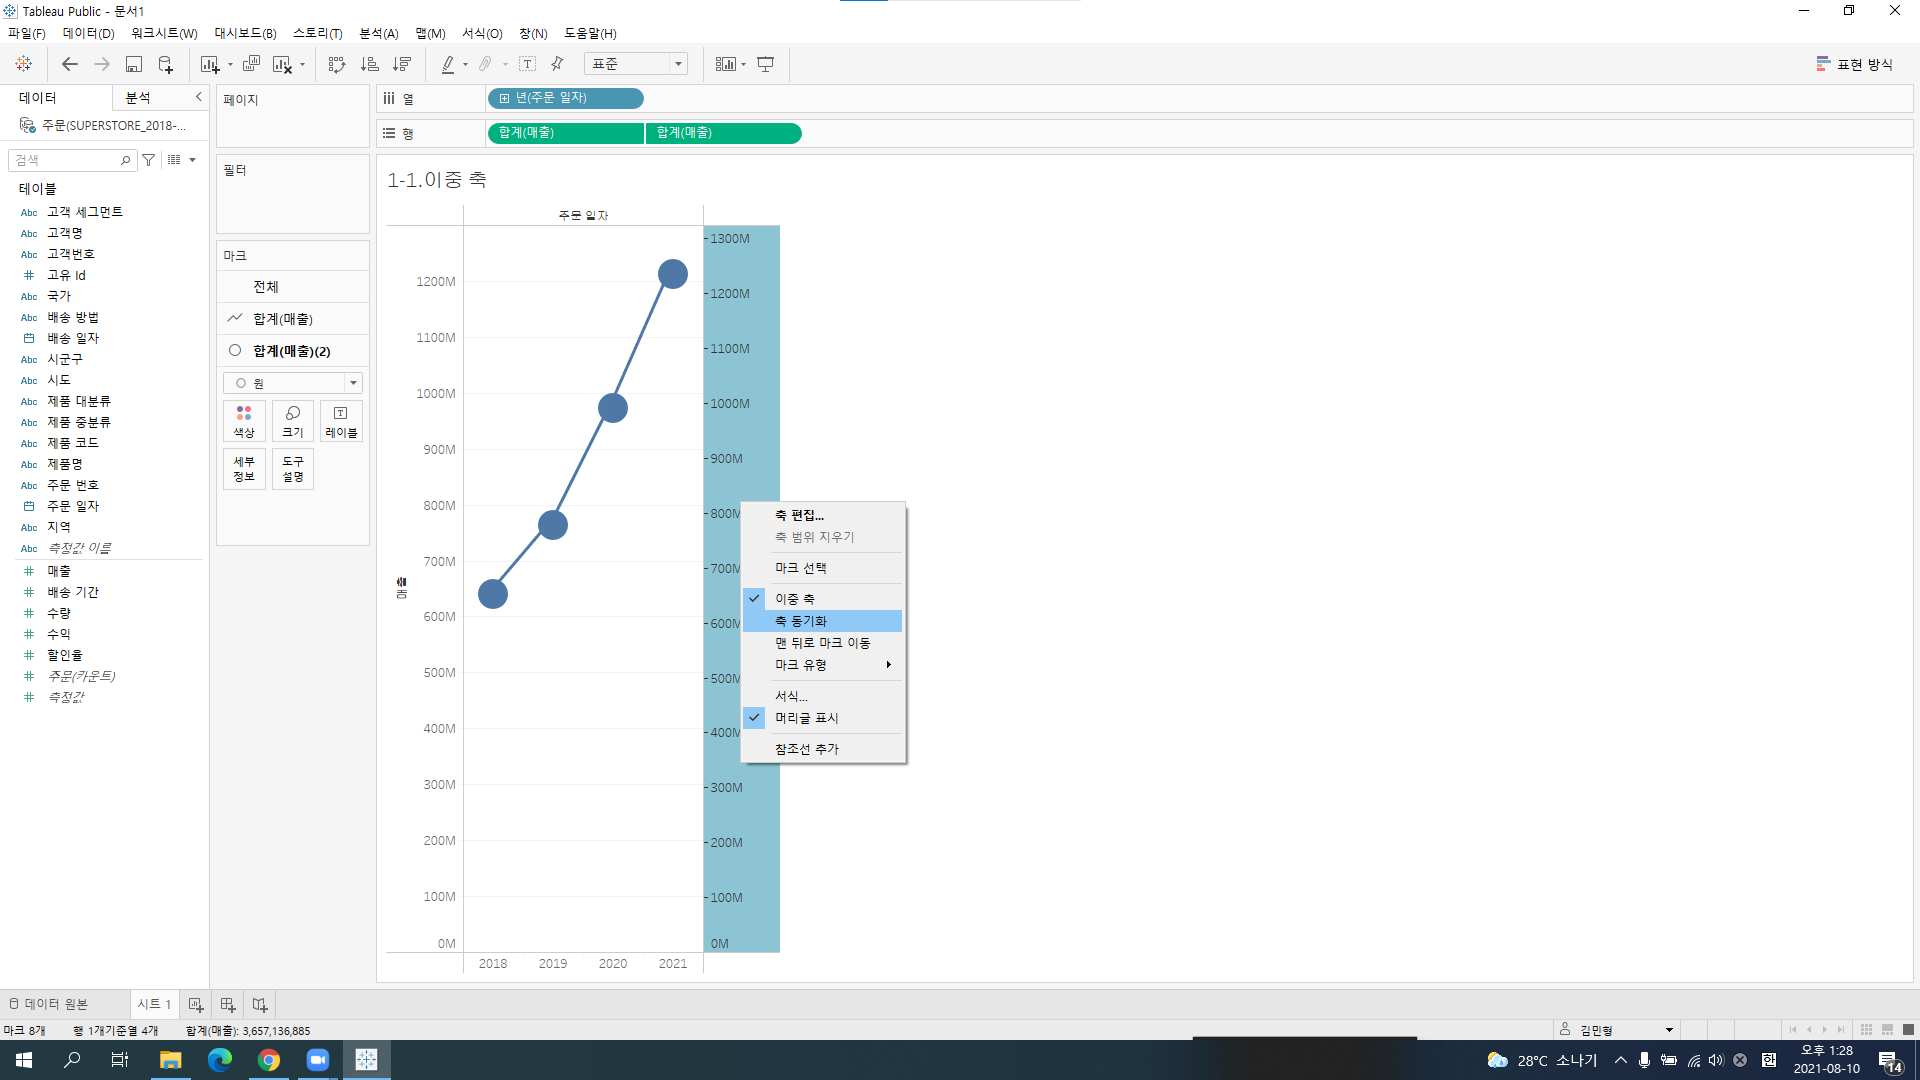 Tableau Public - 문서1
파일(F) 데이터(D) 워크시트(W) 대시보드(B) 스토리(T) 분석(A) 맵(M) 서식(O) 창(N) 도움말(H)
표준
표현 방식
데이터 분석
주문(SUPERSTORE_2018-...
검색
테이블
Abc 고객 세그먼트
Abc 고객명
Abc 고객번호
고유 Id
Abc 국가
Abc 배송 방법
배송 일자
Abc 시군구
Abc 시도
Abc 제품 대분류
Abc 제품 중분류
Abc 제품 코드
Abc 제품명
Abc 주문 번호
주문 일자
Abc 지역
Abc 측정값 이름
매출
배송 기간
수량
수익
할인율
주문(카운트)
측정값
페이지
필터
마크
전체
합계(매출)
합계(매출)(2)
원
색상 크기 레이블
세부 정보
도구 설명
열 년(주문 일자)
행 합계(매출) 합계(매출)
1-1.이중 축
주문 일자
1200M
1100M
1000M
900M
800M
700M
600M
500M
400M
300M
200M
100M
0M
매출
2018 2019 2020 2021
1300M
1200M
1100M
1000M
900M
800M
700M
600M
500M
400M
300M
200M
100M
0M
축 편집...
축 범위 지우기
마크 선택
이중 축
축 동기화
맨 뒤로 마크 이동
마크 유형
서식...
머리글 표시
참조선 추가
데이터 원본 시트 1
마크 8개 행 1개기준열 4개 합계(매출): 3,657,136,885
김민형
28°C 소나기
한
오후 1:28
2021-08-10
14